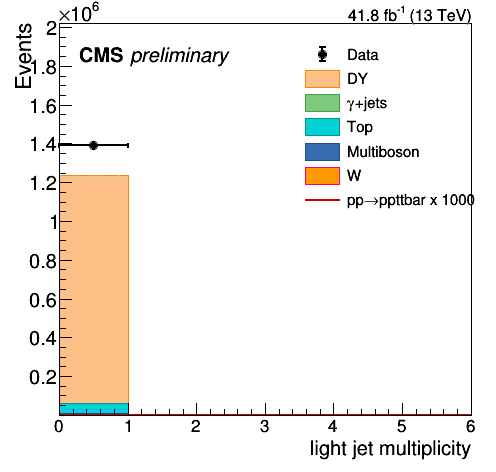 ×10⁶
41.8 fb⁻¹ (13 TeV)
Events
CMS preliminary
Data
DY
γ+jets
Top
Multiboson
W
pp→ppttbar x 1000
2
1.8
1.6
1.4
1.2
1
0.8
0.6
0.4
0.2
0 1 2 3 4 5 6
light jet multiplicity